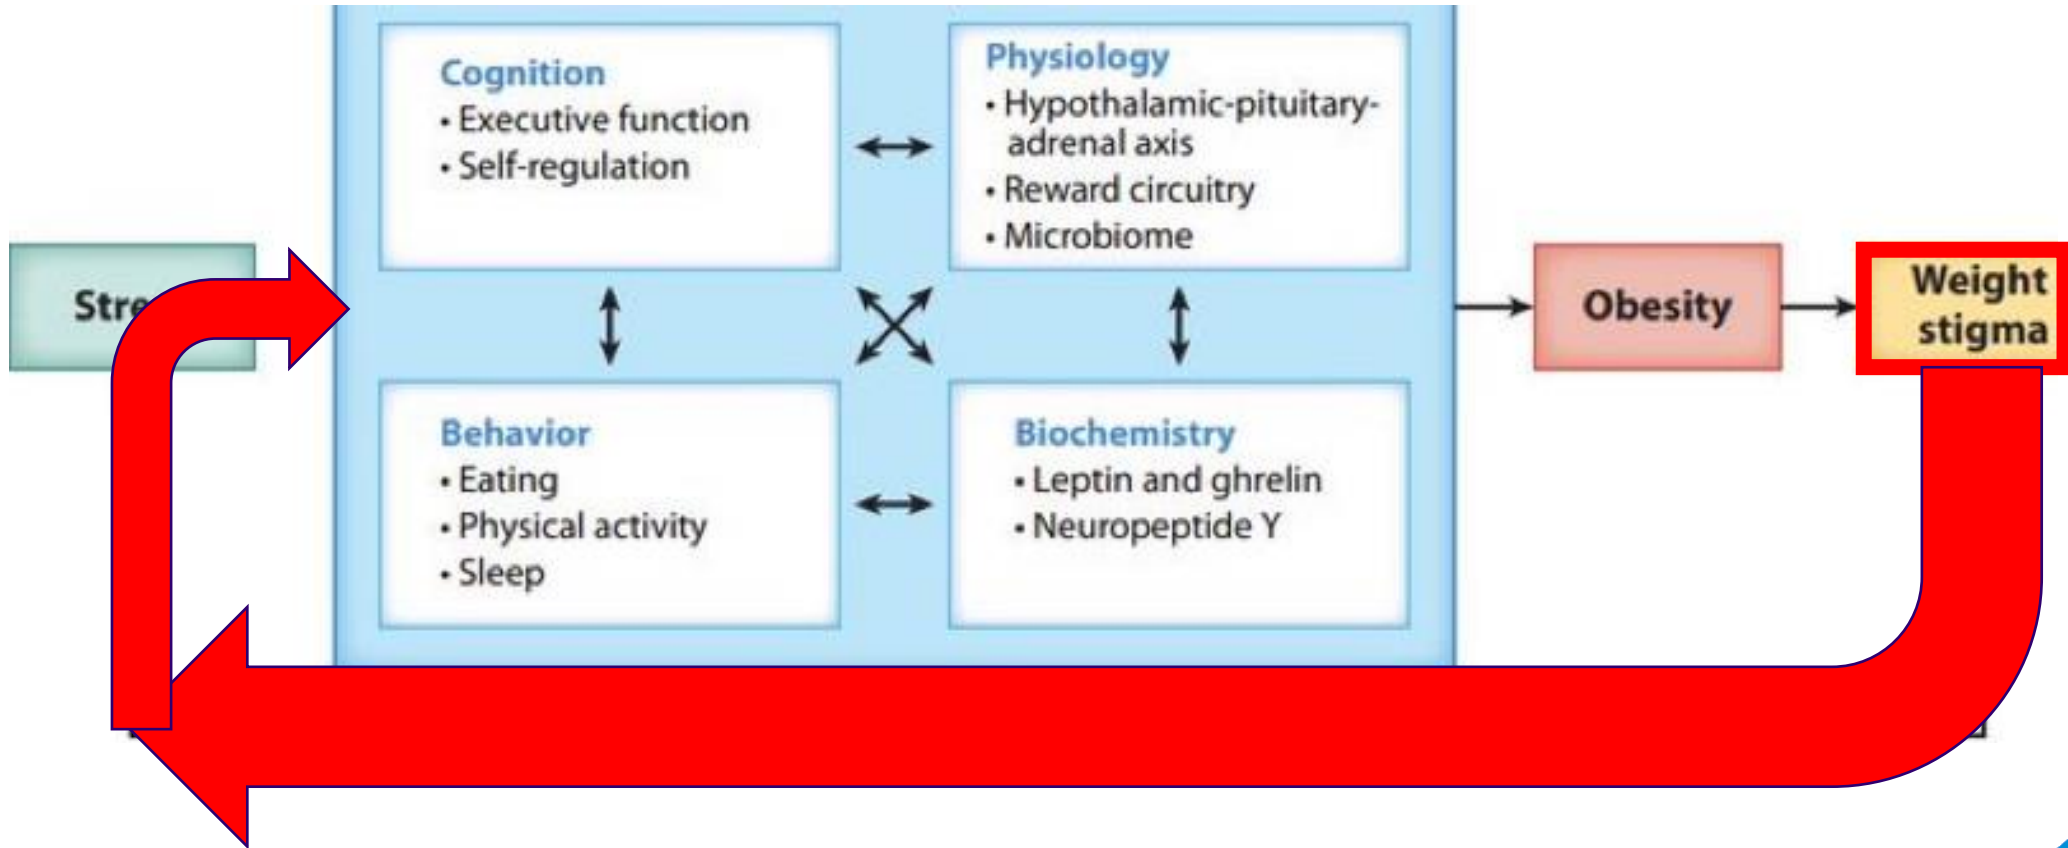 Cognition
• Executive function
• Self-regulation
Physiology
• Hypothalamic-pituitary-
adrenal axis
• Reward circuitry
• Microbiome
Stre
Obesity
Weight
stigma
Behavior
• Eating
• Physical activity
• Sleep
Biochemistry
• Leptin and ghrelin
• Neuropeptide Y